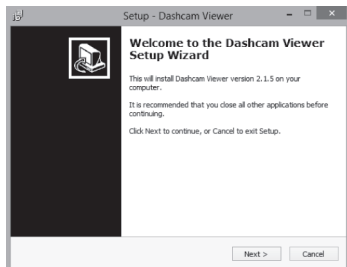 Setup - Dashcam Viewer
Welcome to the Dashcam Viewer
Setup Wizard
This will install Dashcam Viewer version 2.1.5 on your
computer.
It is recommended that you close all other applications before
continuing.
Click Next to continue, or Cancel to exit Setup.
Next >
Cancel